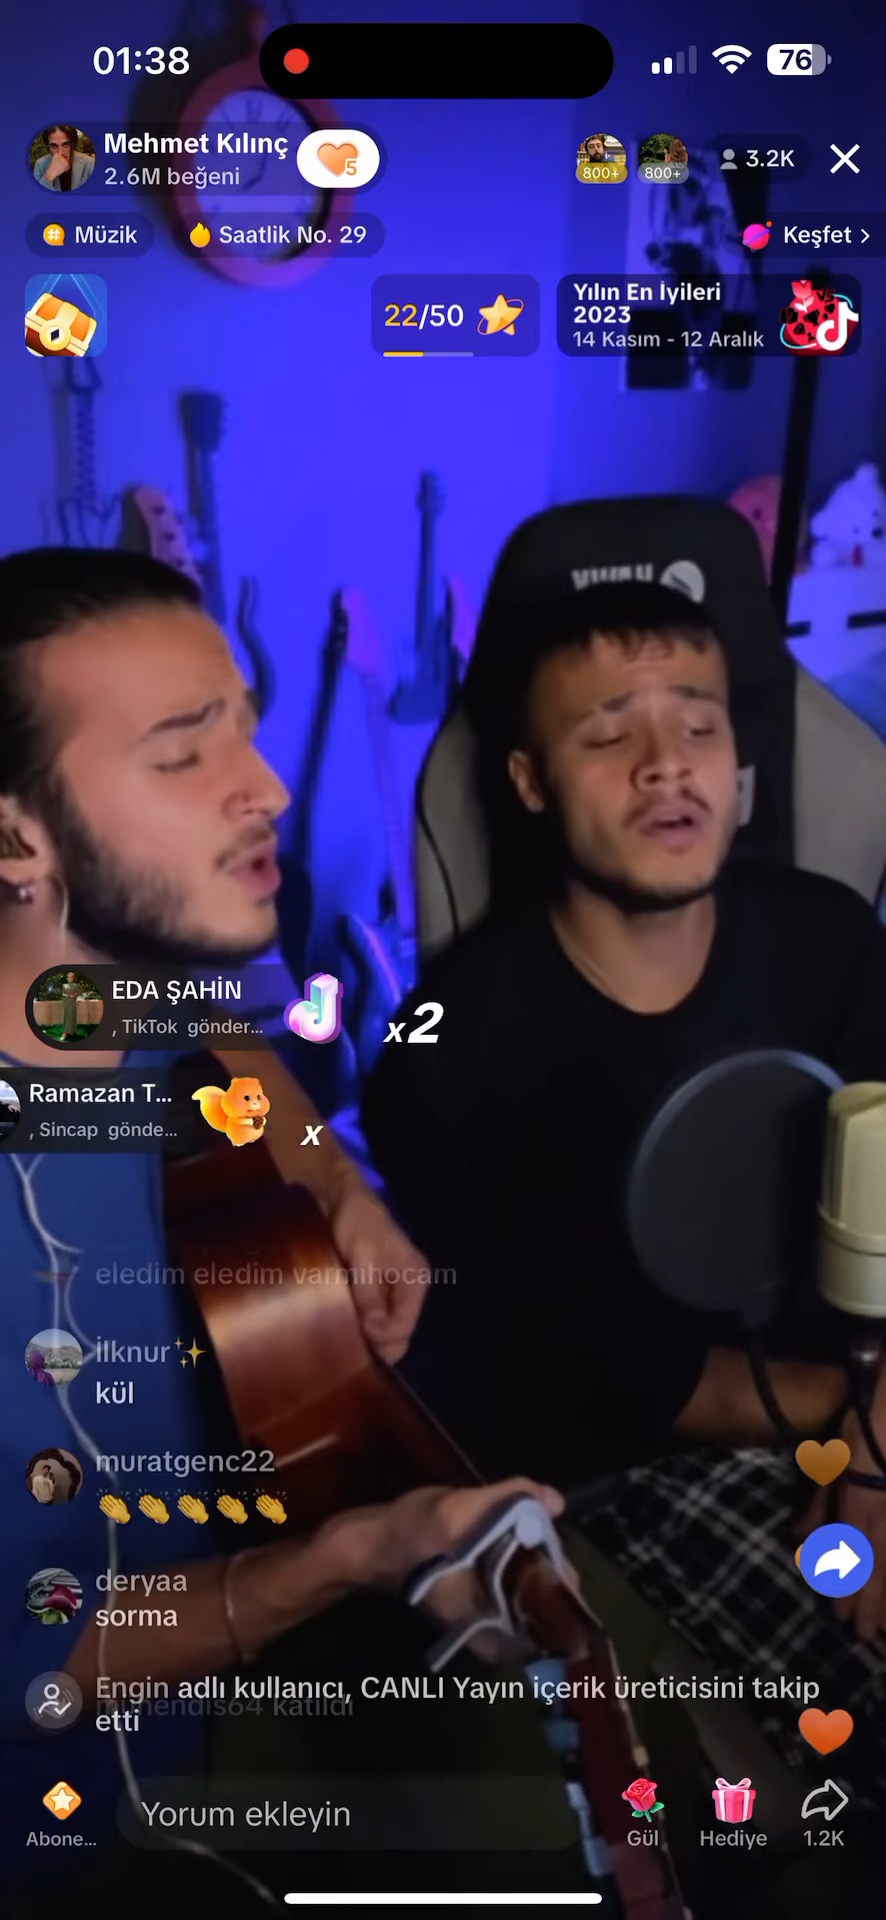 01:38
76
Mehmet Kılınç
2.6M beğeni
5
800+
800+
3.2K
Müzik
Saatlik No. 29
Keşfet >
22/50
Yılın En İyileri
2023
14 Kasım - 12 Aralık
VS
EDA ŞAHİN
, TikTok gönder...
x2
Ramazan T...
, Sincap gönde...
x
eledim eledim varmıhocam
ilknur✨
kül
muratgenc22
👏👏👏👏👏
deryaa
sorma
Engin adlı kullanıcı, CANLI Yayın içerik üreticisini takip
etti
katıldı
Abone...
Yorum ekleyin
Gül
Hediye
1.2K